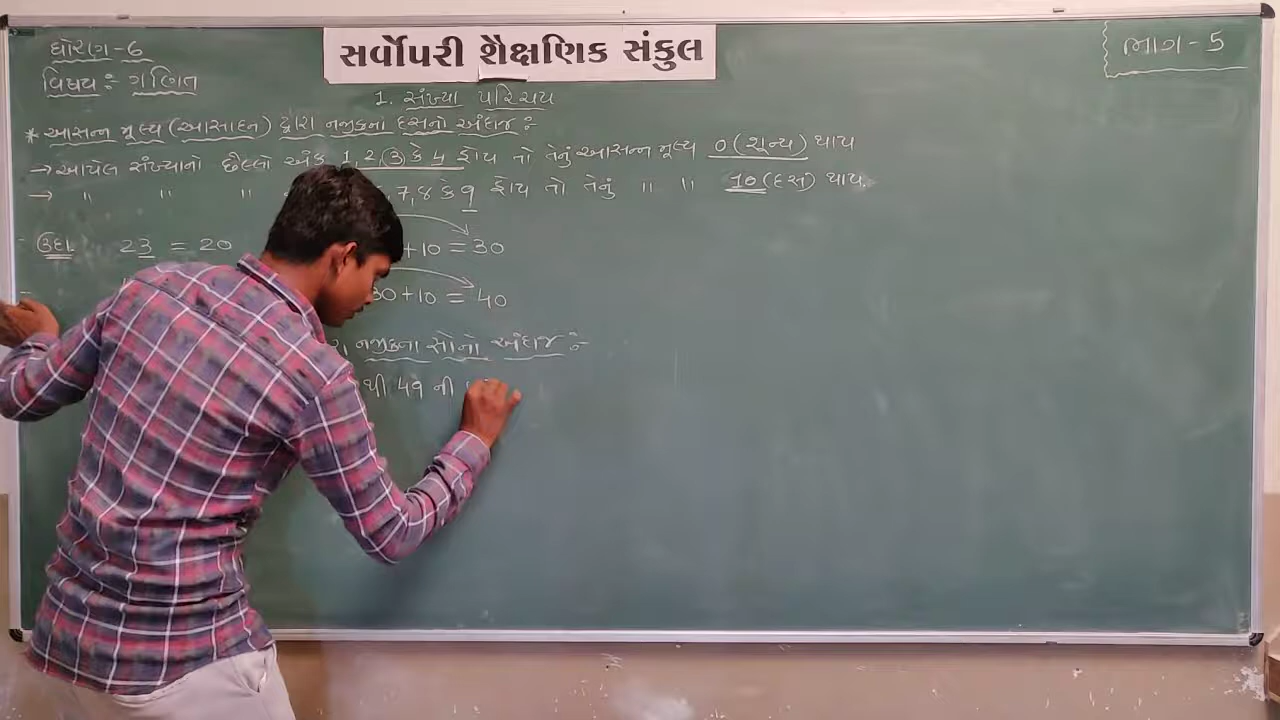 સર્વોપરી શૈક્ષણિક સંકુલ
ધોરણ-6
વિષય : ગણિત
ભાગ - 5
1. સંખ્યા પરિચય
* આસન્ન મૂલ્ય (આસાદન) દ્વારા નજીકના દસનો અંદાજ :-
→ આપેલ સંખ્યાનો છેલ્લો અંક 1,2,3 કે 4 હોય તો તેનું આસન્ન મૂલ્ય 0 (શૂન્ય) થાય
→ " " " 7,8 કે 9 હોય તો તેનું " " 10 (દસ) થાય.
ઉદા. 23 = 20 +10 = 30
30+10 = 40
નજીકના સોનો અંદાજ :-
થી 49 ની